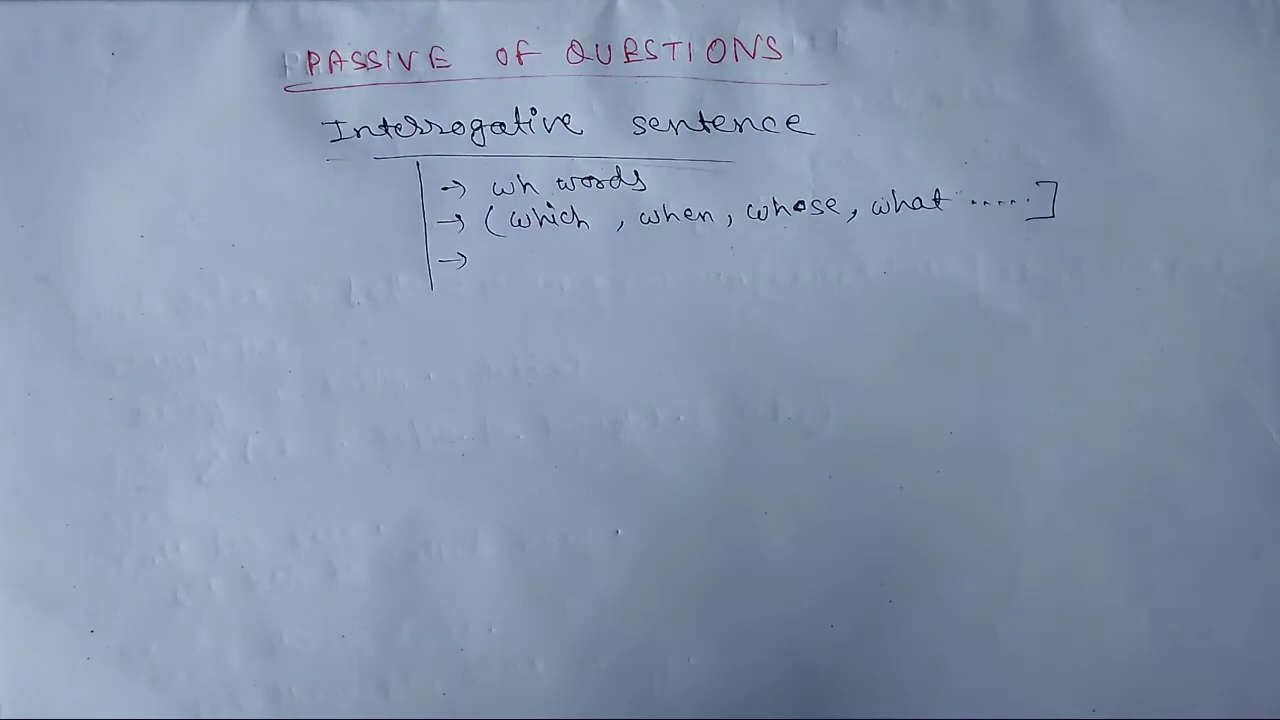 PASSIVE OF QUESTIONS
Interrogative sentence
→ wh words
→ (which, when, whose, what .....]
→